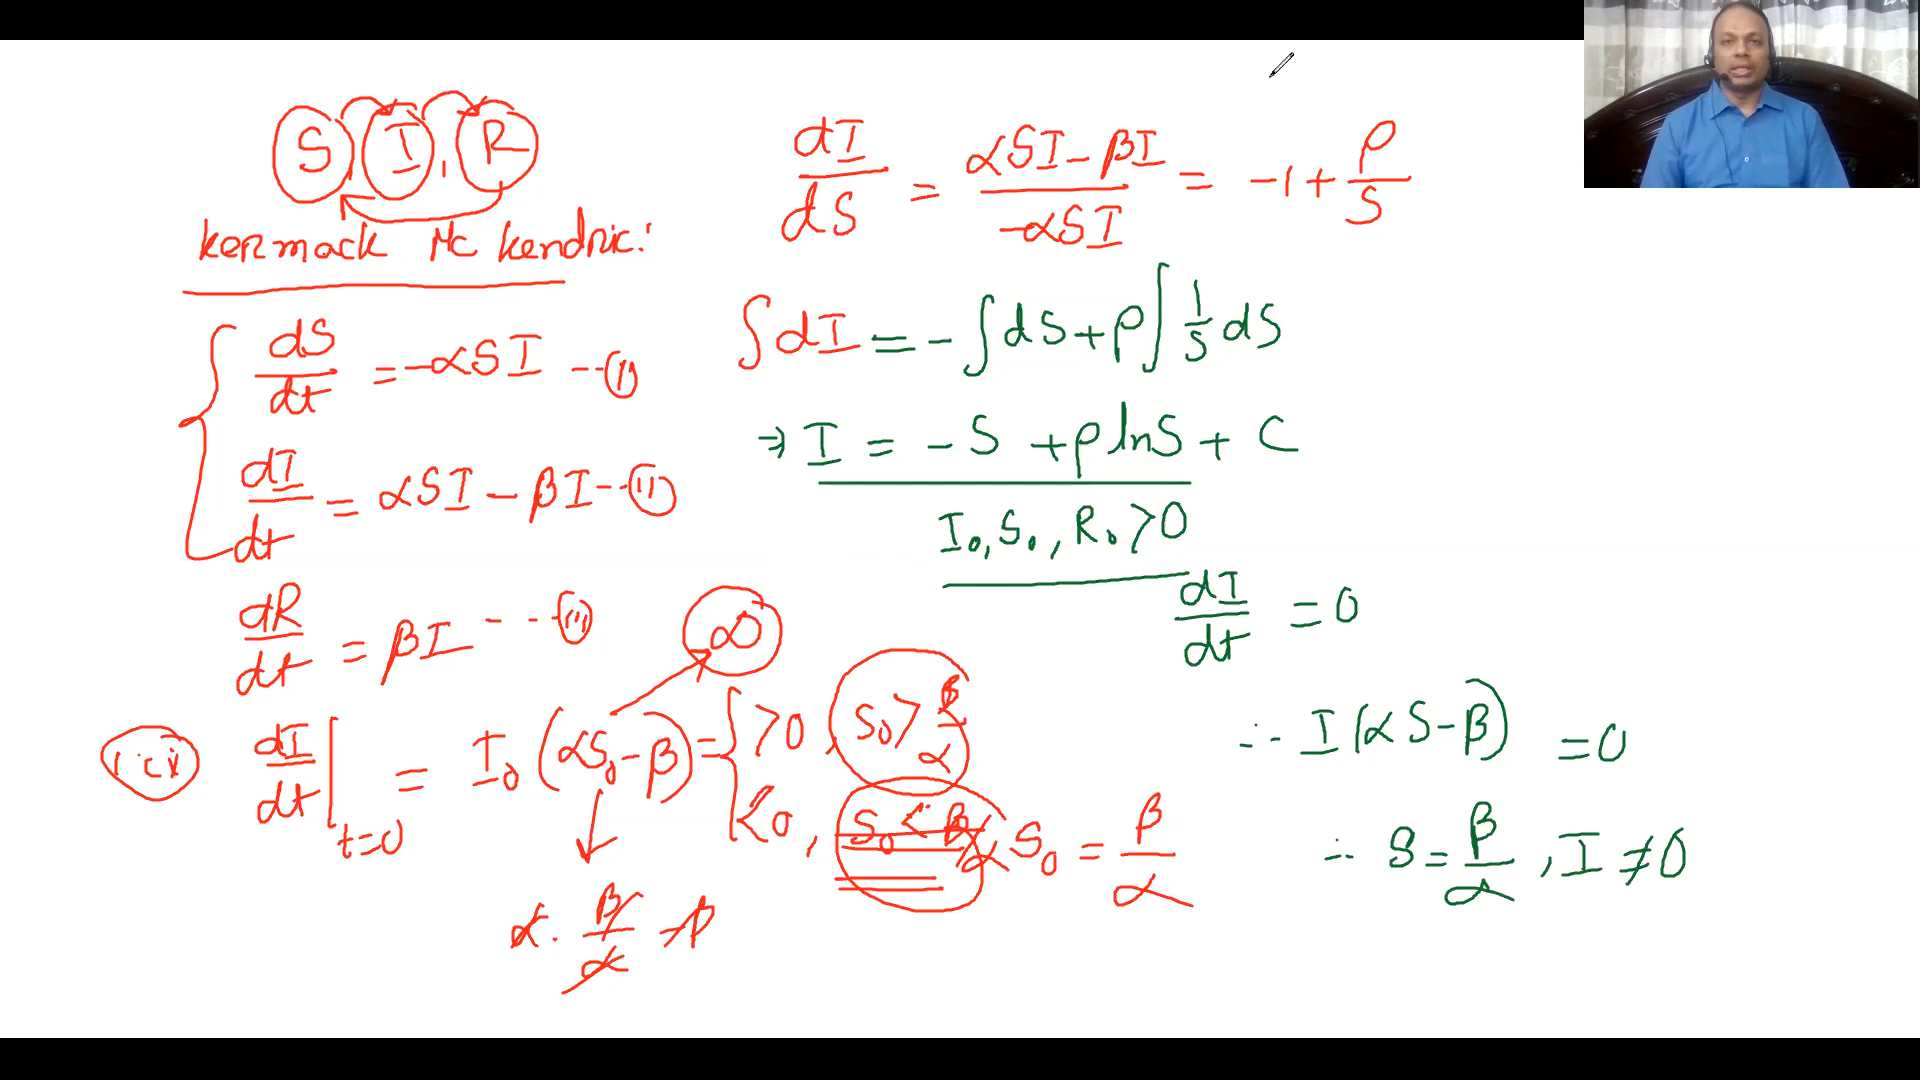 S, I, R
Kermack Mc Kendric:
dS/dt = -αSI --(i)
dI/dt = αSI - βI --(ii)
dR/dt = βI ---(iii)
∞
dI/dt |t=0 = I₀(αS₀ - β) = { >0, S₀ > β/α
<0, S₀ < β/α
S₀ = β/α
α · β/α - β
dI/dS = (αSI - βI)/(-αSI) = -1 + ρ/S
∫dI = -∫dS + ρ∫ 1/S dS
⇒ I = -S + ρ lnS + C
I₀, S₀, R₀ > 0
dI/dt = 0
∴ I(αS - β) = 0
∴ S = β/α, I ≠ 0